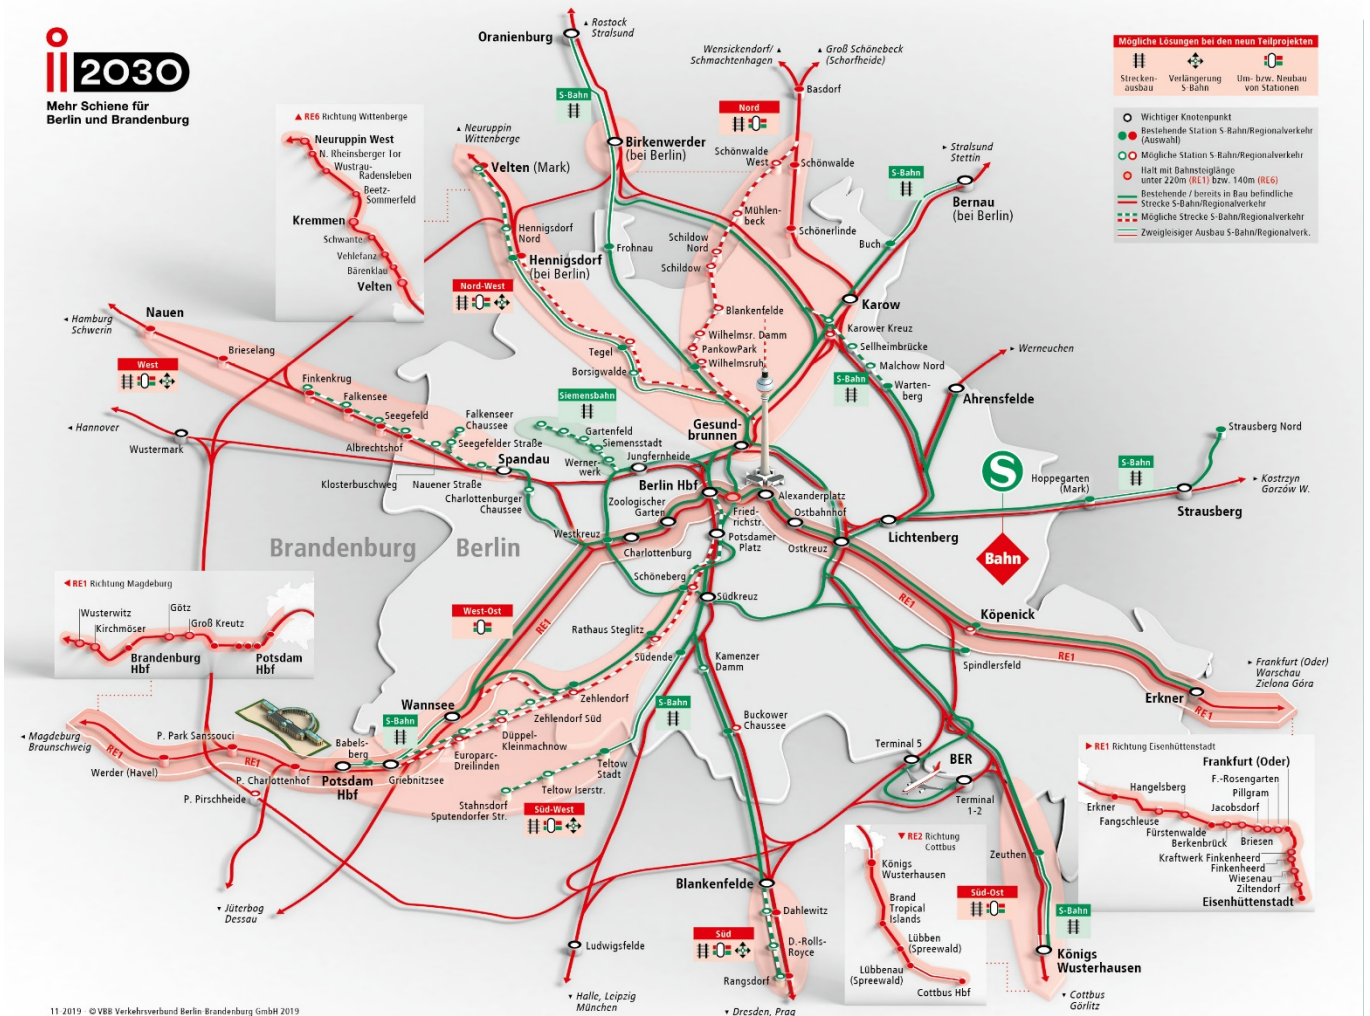 i2030
Mehr Schiene für
Berlin und Brandenburg
▲ RE6 Richtung Wittenberge
Neuruppin West
N. Rheinsberger Tor
Wustrau-
Radensleben
Beetz-
Sommerfeld
Kremmen
Schwante
Vehlefanz
Bärenklau
Velten
Oranienburg
▲ Rostock
Stralsund
S-Bahn
Wensickendorf/ ▲
Schmachtenhagen
▲ Groß Schönebeck
(Schorfheide)
Basdorf
Nord
▲ Neuruppin
Wittenberge
Birkenwerder
(bei Berlin)
Velten (Mark)
Schönwalde
West
Schönwalde
S-Bahn
▸ Stralsund
Stettin
Bernau
(bei Berlin)
Mühlen-
beck
Schönerlinde
Hennigsdorf
Nord
Hennigsdorf
(bei Berlin)
Frohnau
Schildow
Nord
Schildow
Buch
Nord-West
Blankenfelde
Karow
Karower Kreuz
Sellheimbrücke
Malchow Nord
Warten-
berg
S-Bahn
Wilhelmsr. Damm
PankowPark
Wilhelmsruh
Tegel
Borsigwalde
▸ Werneuchen
Ahrensfelde
Mögliche Lösungen bei den neun Teilprojekten
Strecken-
ausbau
Verlängerung
S-Bahn
Um- bzw. Neubau
von Stationen
Wichtiger Knotenpunkt
Bestehende Station S-Bahn/Regionalverkehr
(Auswahl)
Mögliche Station S-Bahn/Regionalverkehr
Halt mit Bahnsteiglänge
unter 220m (RE1) bzw. 140m (RE6)
Bestehende / bereits in Bau befindliche
Strecke S-Bahn/Regionalverkehr
Mögliche Strecke S-Bahn/Regionalverkehr
Zweigleisiger Ausbau S-Bahn/Regionalverk.
Nauen
◂ Hamburg
Schwerin
West
Brieselang
Finkenkrug
Falkensee
Seegefeld
Albrechtshof
Falkenseer
Chaussee
Seegefelder Straße
Spandau
Klosterbuschweg
Nauener Straße
Charlottenburger
Chaussee
◂ Hannover
Wustermark
Siemensbahn
Gartenfeld
Siemensstadt
Werner-
werk
Jungfernheide
Gesund-
brunnen
Berlin Hbf
Zoologischer
Garten
Fried-
richstr.
Alexanderplatz
Ostbahnhof
Potsdamer
Platz
Ostkreuz
Lichtenberg
Westkreuz
Charlottenburg
Schöneberg
Südkreuz
Brandenburg
Berlin
S
Bahn
Hoppegarten
(Mark)
S-Bahn
Strausberg Nord
▸ Kostrzyn
Gorzów W.
Strausberg
◀ RE1 Richtung Magdeburg
Wusterwitz
Kirchmöser
Götz
Groß Kreutz
Brandenburg
Hbf
Potsdam
Hbf
West-Ost
RE1
RE1
Köpenick
RE1
Spindlersfeld
Erkner
RE1
▸ Frankfurt (Oder)
Warschau
Zielona Góra
Rathaus Steglitz
Südende
Kamenzer
Damm
S-Bahn
Zehlendorf
Zehlendorf Süd
Düppel-
Kleinmachnow
Europarc-
Dreilinden
Buckower
Chaussee
Teltow
Stadt
Teltow Iserstr.
Stahnsdorf
Sputendorfer Str.
Süd-West
Wannsee
S-Bahn
Babels-
berg
Griebnitzsee
Potsdam
Hbf
P. Park Sanssouci
RE1
P. Charlottenhof
P. Pirschheide
RE1
Werder (Havel)
◂ Magdeburg
Braunschweig
▾ Jüterbog
Dessau
Terminal 5
BER
Terminal
1-2
Blankenfelde
Dahlewitz
D.-Rolls-
Royce
Rangsdorf
Süd
Ludwigsfelde
▾ Halle, Leipzig
München
▾ Dresden, Prag
▼ RE2 Richtung
Cottbus
Königs
Wusterhausen
Brand
Tropical
Islands
Lübben
(Spreewald)
Lübbenau
(Spreewald)
Cottbus Hbf
Zeuthen
Süd-Ost
S-Bahn
Königs
Wusterhausen
▾ Cottbus
Görlitz
▶ RE1 Richtung Eisenhüttenstadt
Frankfurt (Oder)
F.-Rosengarten
Pillgram
Hangelsberg
Jacobsdorf
Erkner
Fangschleuse
Fürstenwalde
Berkenbrück
Briesen
Kraftwerk Finkenheerd
Finkenheerd
Wiesenau
Ziltendorf
Eisenhüttenstadt
11-2019 · © VBB Verkehrsverbund Berlin-Brandenburg GmbH 2019